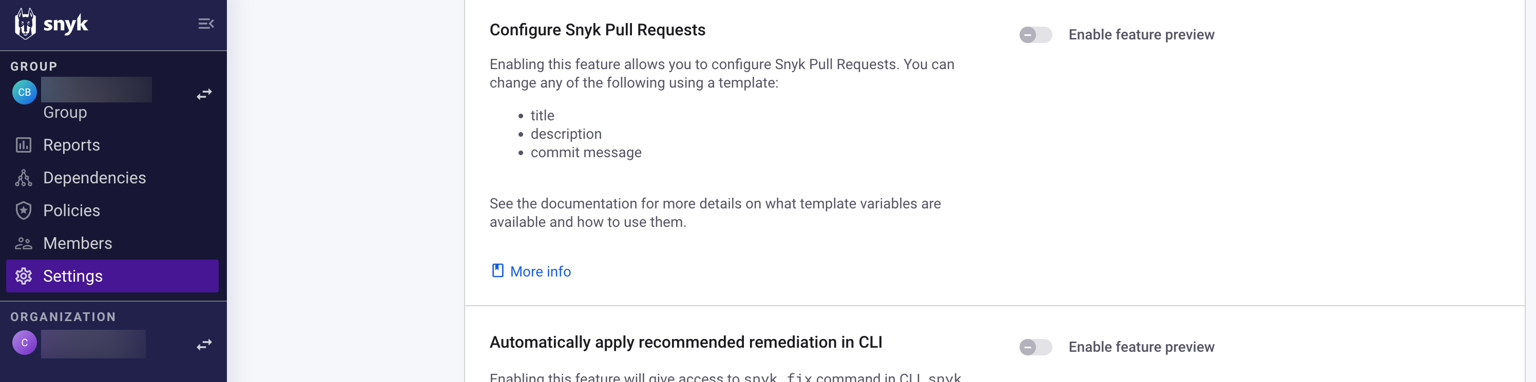 snyk
GROUP
CB
Group
Reports
Dependencies
Policies
Members
Settings
ORGANIZATION
C
Configure Snyk Pull Requests
Enable feature preview
Enabling this feature allows you to configure Snyk Pull Requests. You can
change any of the following using a template:
• title
• description
• commit message
See the documentation for more details on what template variables are
available and how to use them.
More info
Automatically apply recommended remediation in CLI
Enable feature preview
Enabling this feature will give access to snyk fix command in CLI. snyk